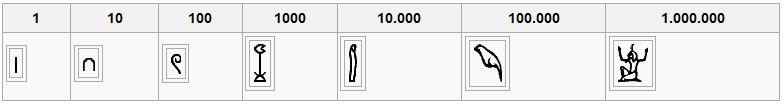 1 10 100 1000 10.000 100.000 1.000.000
𓏺 𓎆 𓍢 𓆼 𓂭 𓆐 𓁨